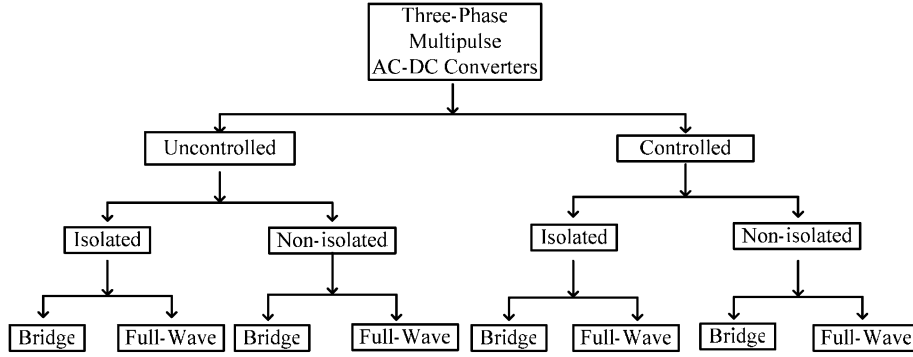 Three-Phase
Multipulse
AC-DC Converters
Uncontrolled
Controlled
Isolated
Non-isolated
Isolated
Non-isolated
Bridge
Full-Wave
Bridge
Full-Wave
Bridge
Full-Wave
Bridge
Full-Wave